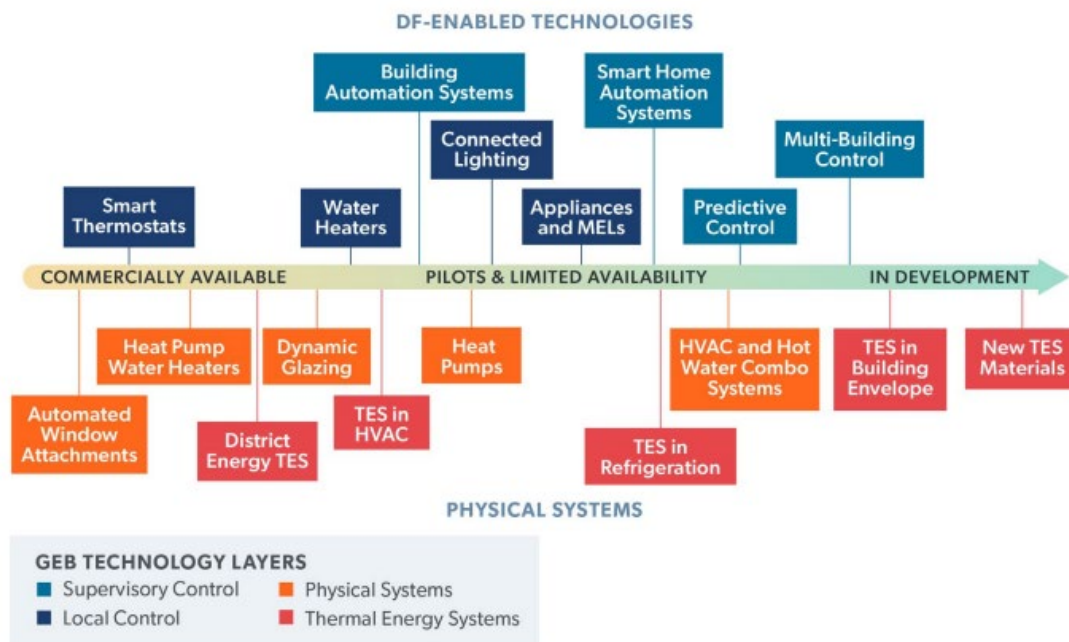 DF-ENABLED TECHNOLOGIES
Building
Automation Systems
Smart Home
Automation
Systems
Connected
Lighting
Multi-Building
Control
Smart
Thermostats
Water
Heaters
Appliances
and MELs
Predictive
Control
COMMERCIALLY AVAILABLE
PILOTS & LIMITED AVAILABILITY
IN DEVELOPMENT
Heat Pump
Water Heaters
Dynamic
Glazing
Heat
Pumps
HVAC and Hot
Water Combo
Systems
TES in
Building
Envelope
New TES
Materials
Automated
Window
Attachments
District
Energy TES
TES in
HVAC
TES in
Refrigeration
PHYSICAL SYSTEMS
GEB TECHNOLOGY LAYERS
Supervisory Control
Physical Systems
Local Control
Thermal Energy Systems